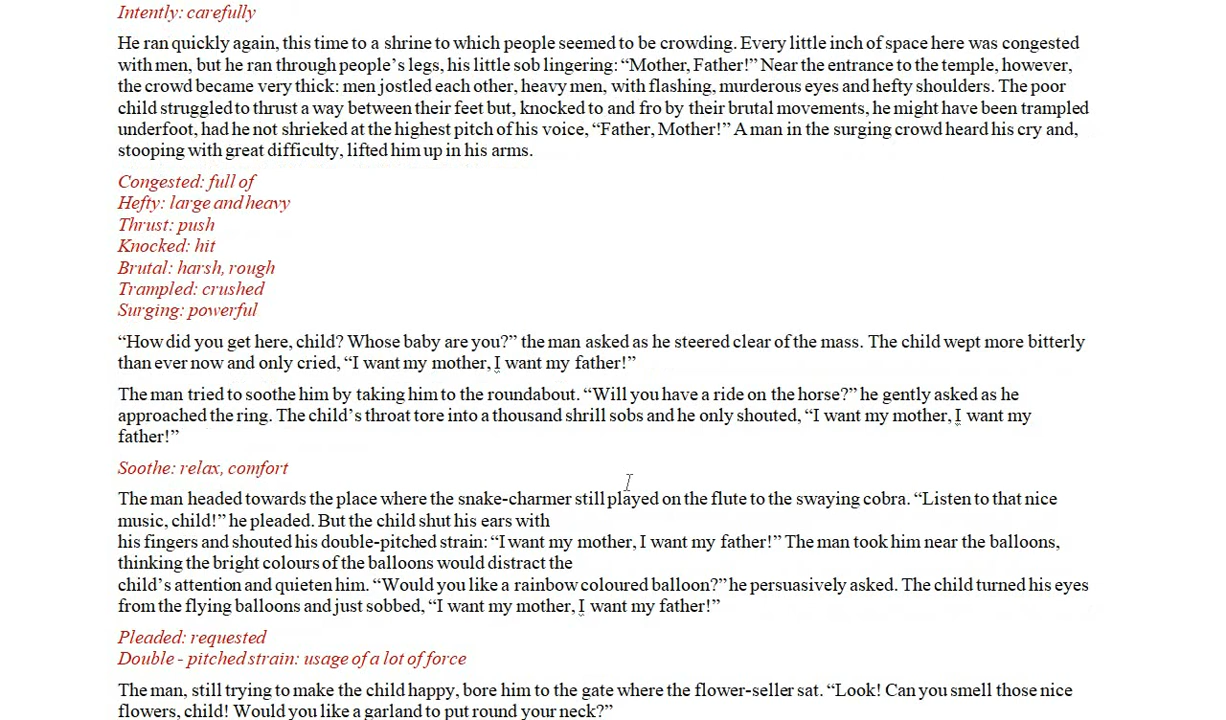 Intently: carefully
He ran quickly again, this time to a shrine to which people seemed to be crowding. Every little inch of space here was congested
with men, but he ran through people’s legs, his little sob lingering: “Mother, Father!” Near the entrance to the temple, however,
the crowd became very thick: men jostled each other, heavy men, with flashing, murderous eyes and hefty shoulders. The poor
child struggled to thrust a way between their feet but, knocked to and fro by their brutal movements, he might have been trampled
underfoot, had he not shrieked at the highest pitch of his voice, “Father, Mother!” A man in the surging crowd heard his cry and,
stooping with great difficulty, lifted him up in his arms.
Congested: full of
Hefty: large and heavy
Thrust: push
Knocked: hit
Brutal: harsh, rough
Trampled: crushed
Surging: powerful
“How did you get here, child? Whose baby are you?” the man asked as he steered clear of the mass. The child wept more bitterly
than ever now and only cried, “I want my mother, I want my father!”
The man tried to soothe him by taking him to the roundabout. “Will you have a ride on the horse?” he gently asked as he
approached the ring. The child’s throat tore into a thousand shrill sobs and he only shouted, “I want my mother, I want my
father!”
Soothe: relax, comfort
The man headed towards the place where the snake-charmer still played on the flute to the swaying cobra. “Listen to that nice
music, child!” he pleaded. But the child shut his ears with
his fingers and shouted his double-pitched strain: “I want my mother, I want my father!” The man took him near the balloons,
thinking the bright colours of the balloons would distract the
child’s attention and quieten him. “Would you like a rainbow coloured balloon?” he persuasively asked. The child turned his eyes
from the flying balloons and just sobbed, “I want my mother, I want my father!”
Pleaded: requested
Double - pitched strain: usage of a lot of force
The man, still trying to make the child happy, bore him to the gate where the flower-seller sat. “Look! Can you smell those nice
flowers, child! Would you like a garland to put round your neck?”